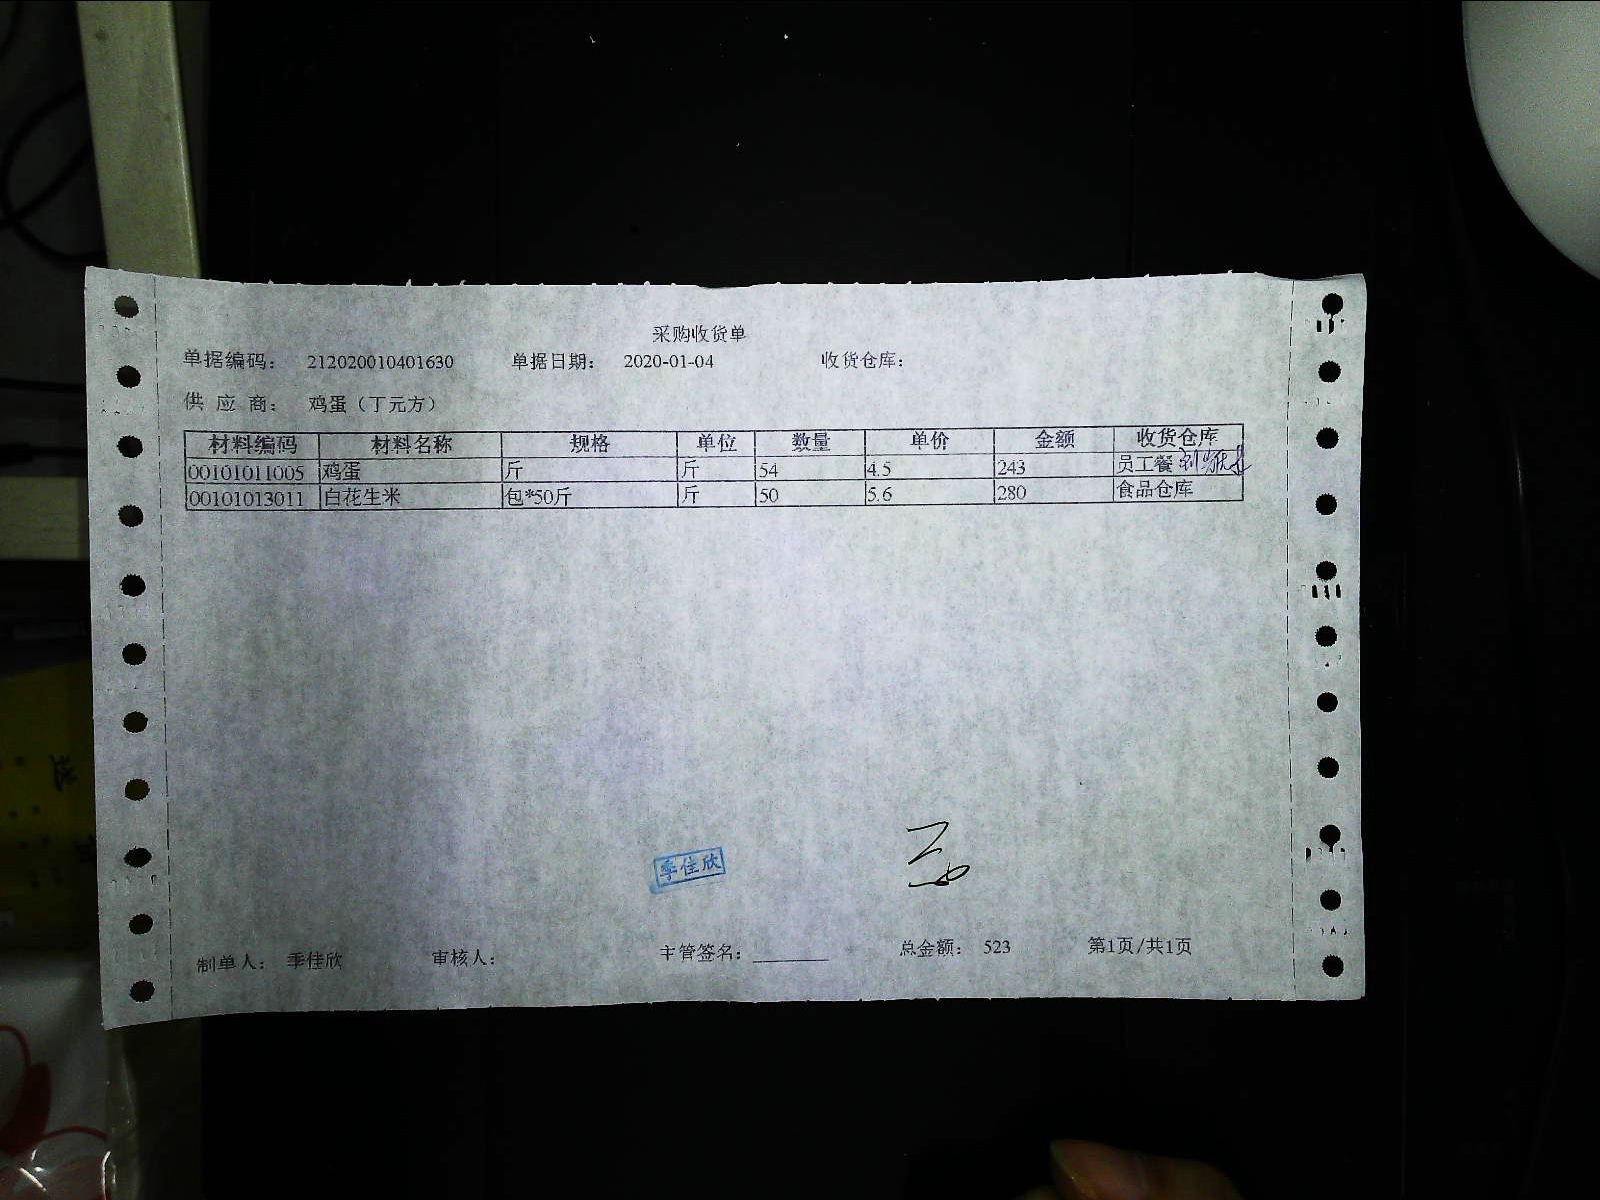 采购收货单
单据编码： 212020010401630 单据日期： 2020-01-04 收货仓库：
供 应 商： 鸡蛋（丁元方）
材料编码 材料名称 规格 单位 数量 单价 金额 收货仓库
00101011005 鸡蛋 斤 斤 54 4.5 243 员工餐
00101013011 白花生米 包*50斤 斤 50 5.6 280 食品仓库
季佳欣
制单人： 季佳欣 审核人： 主管签名：________ 总金额： 523 第1页/共1页